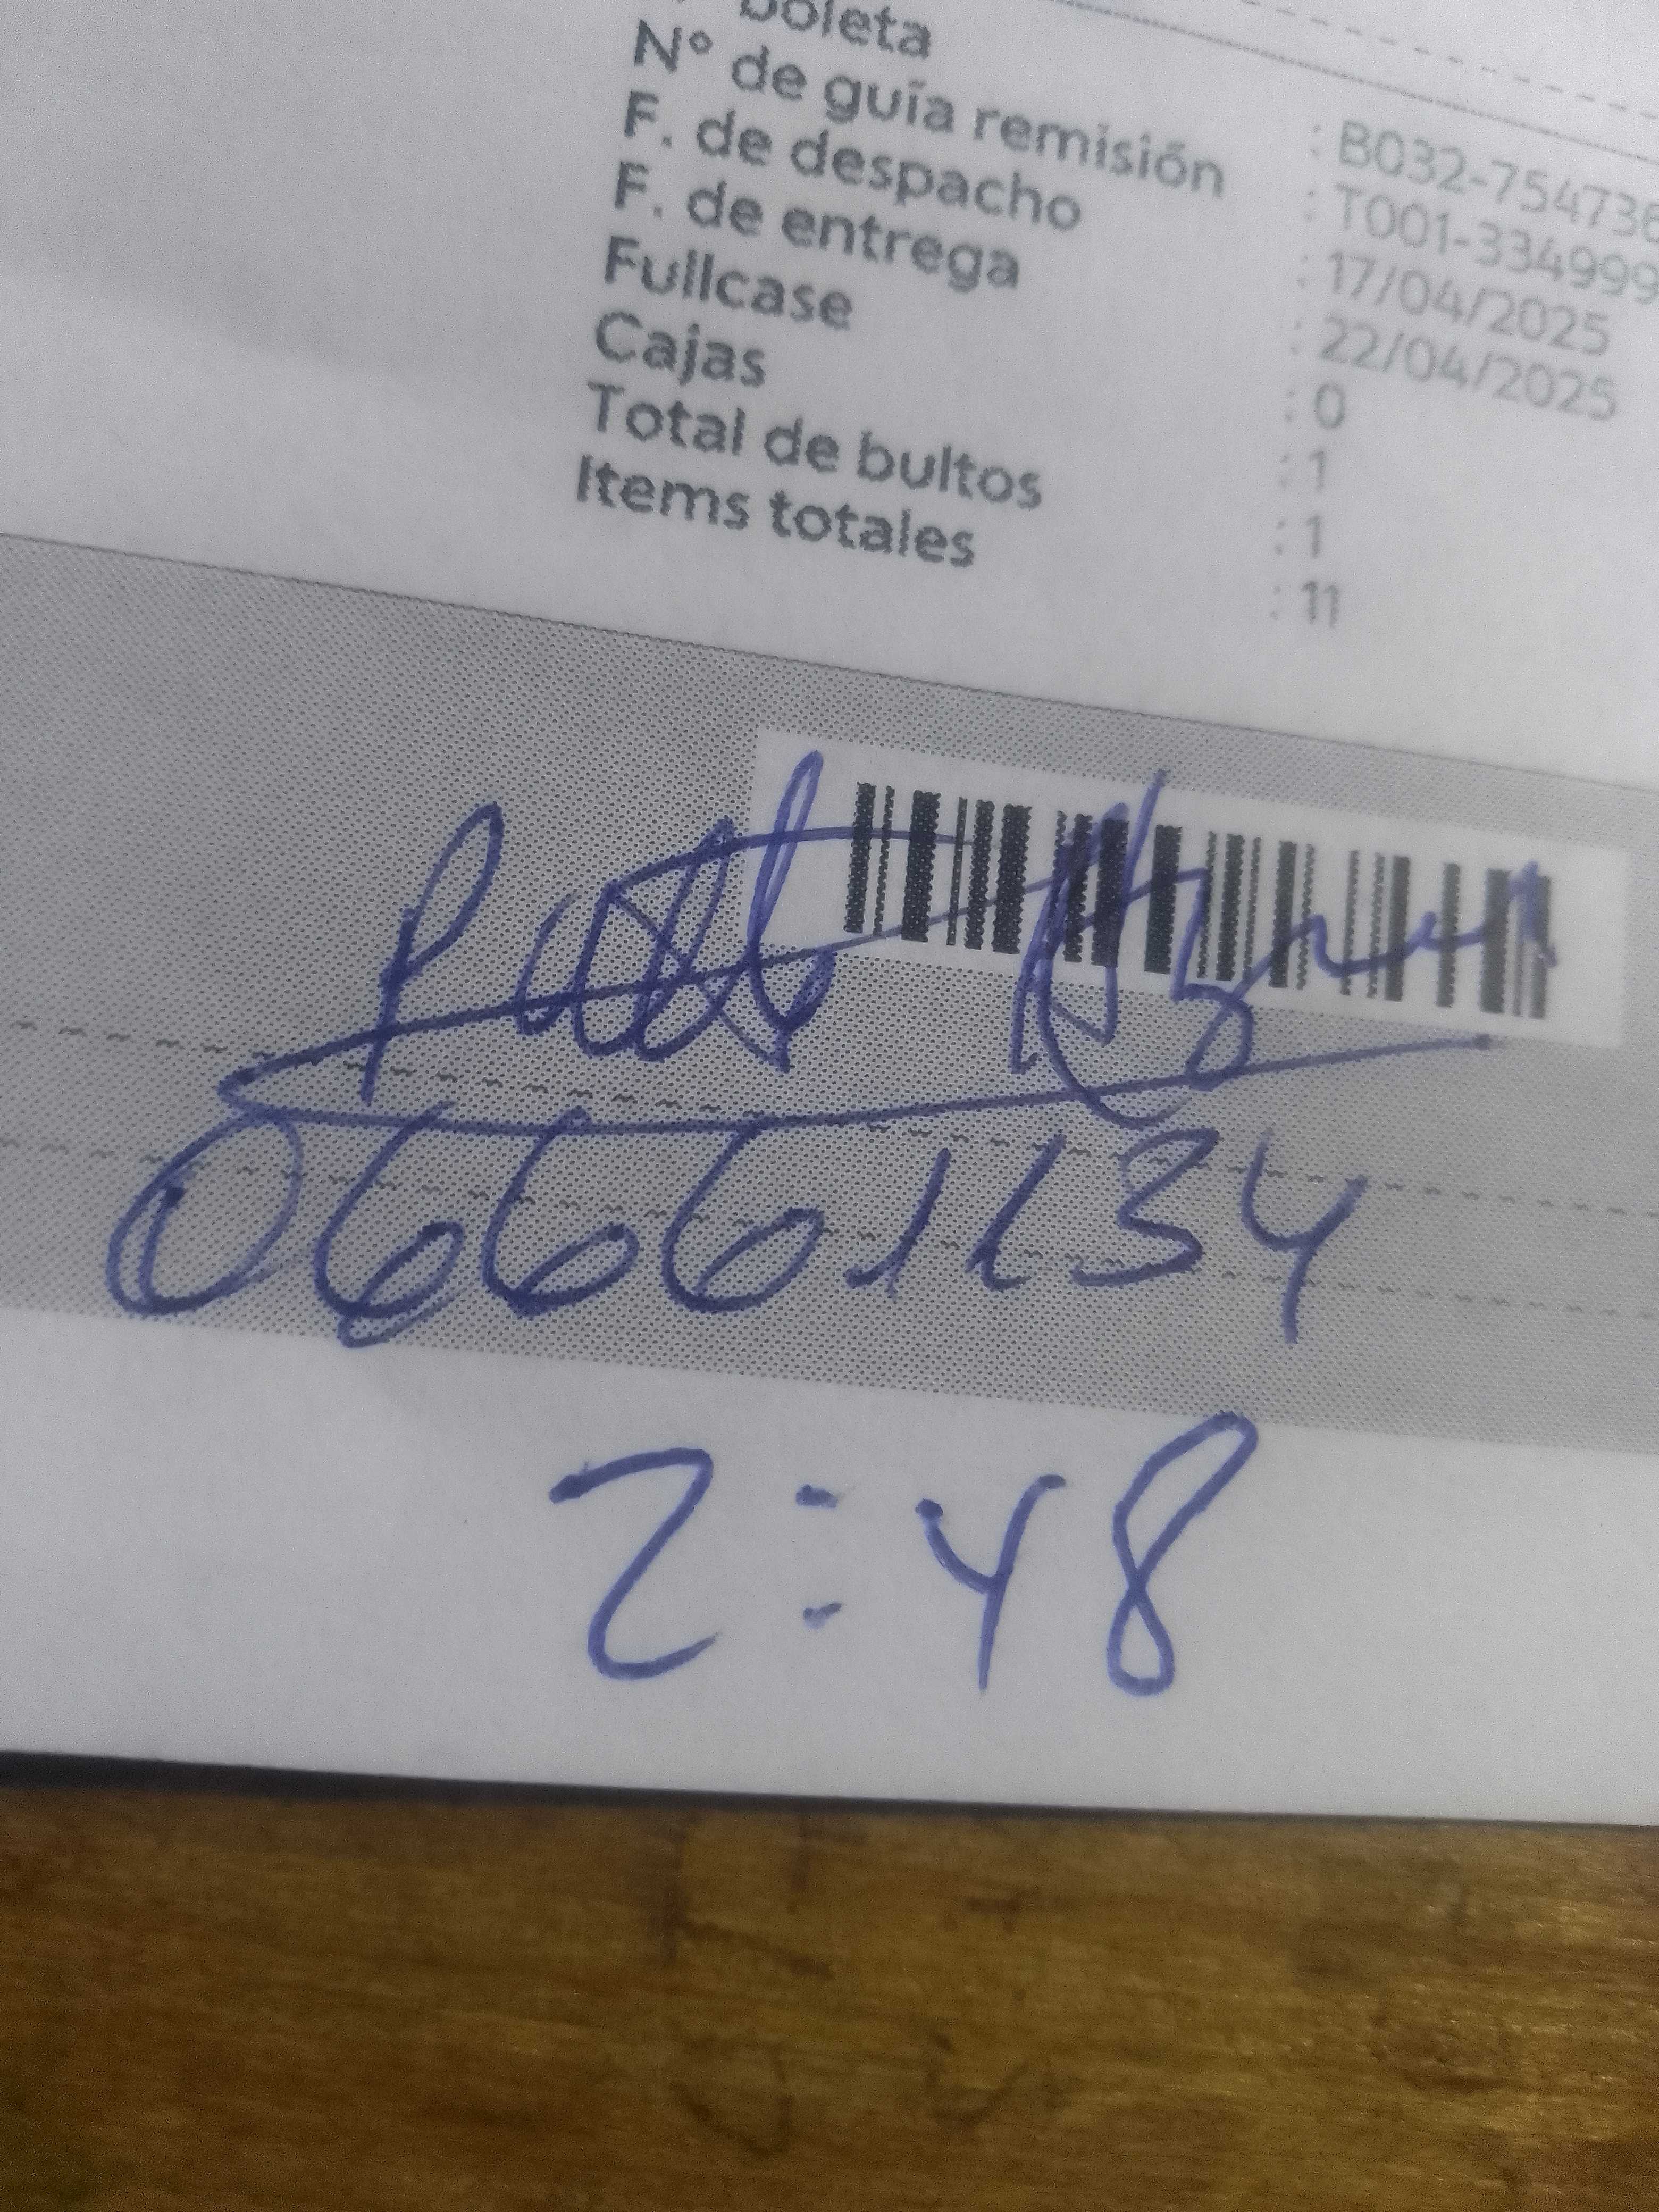 boleta : B032-754736
N° de guía remisión : T001-334999
F. de despacho : 17/04/2025
F. de entrega : 22/04/2025
Fullcase : 0
Cajas : 1
Total de bultos : 1
Items totales : 11
06661134
2:48